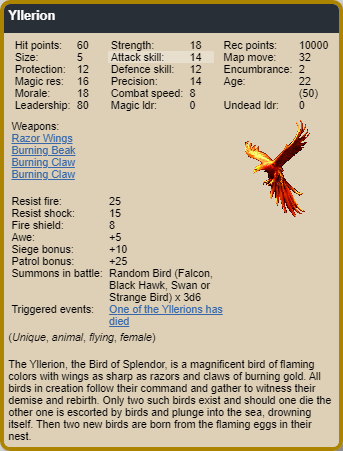 Yllerion
Hit points: 60 Strength: 18 Rec points: 10000
Size: 5 Attack skill: 14 Map move: 32
Protection: 12 Defence skill: 12 Encumbrance: 2
Magic res: 16 Precision: 14 Age: 22
Morale: 18 Combat speed: 8 (50)
Leadership: 80 Magic ldr: 0 Undead ldr: 0
Weapons:
Razor Wings
Burning Beak
Burning Claw
Burning Claw
Resist fire: 25
Resist shock: 15
Fire shield: 8
Awe: +5
Siege bonus: +10
Patrol bonus: +25
Summons in battle: Random Bird (Falcon,
Black Hawk, Swan or
Strange Bird) x 3d6
Triggered events: One of the Yllerions has
died
(Unique, animal, flying, female)
The Yllerion, the Bird of Splendor, is a magnificent bird of flaming
colors with wings as sharp as razors and claws of burning gold. All
birds in creation follow their command and gather to witness their
demise and rebirth. Only two such birds exist and should one die the
other one is escorted by birds and plunge into the sea, drowning
itself. Then two new birds are born from the flaming eggs in their
nest.